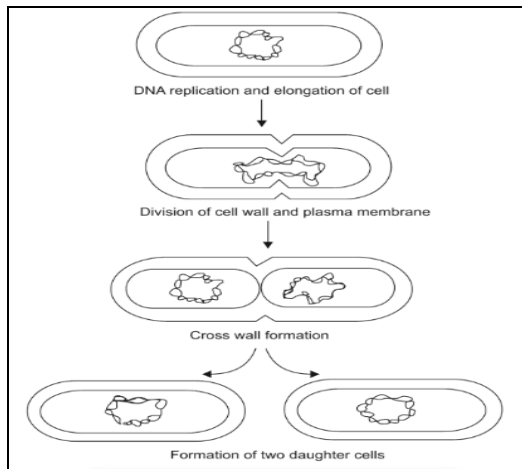 DNA replication and elongation of cell
Division of cell wall and plasma membrane
Cross wall formation
Formation of two daughter cells